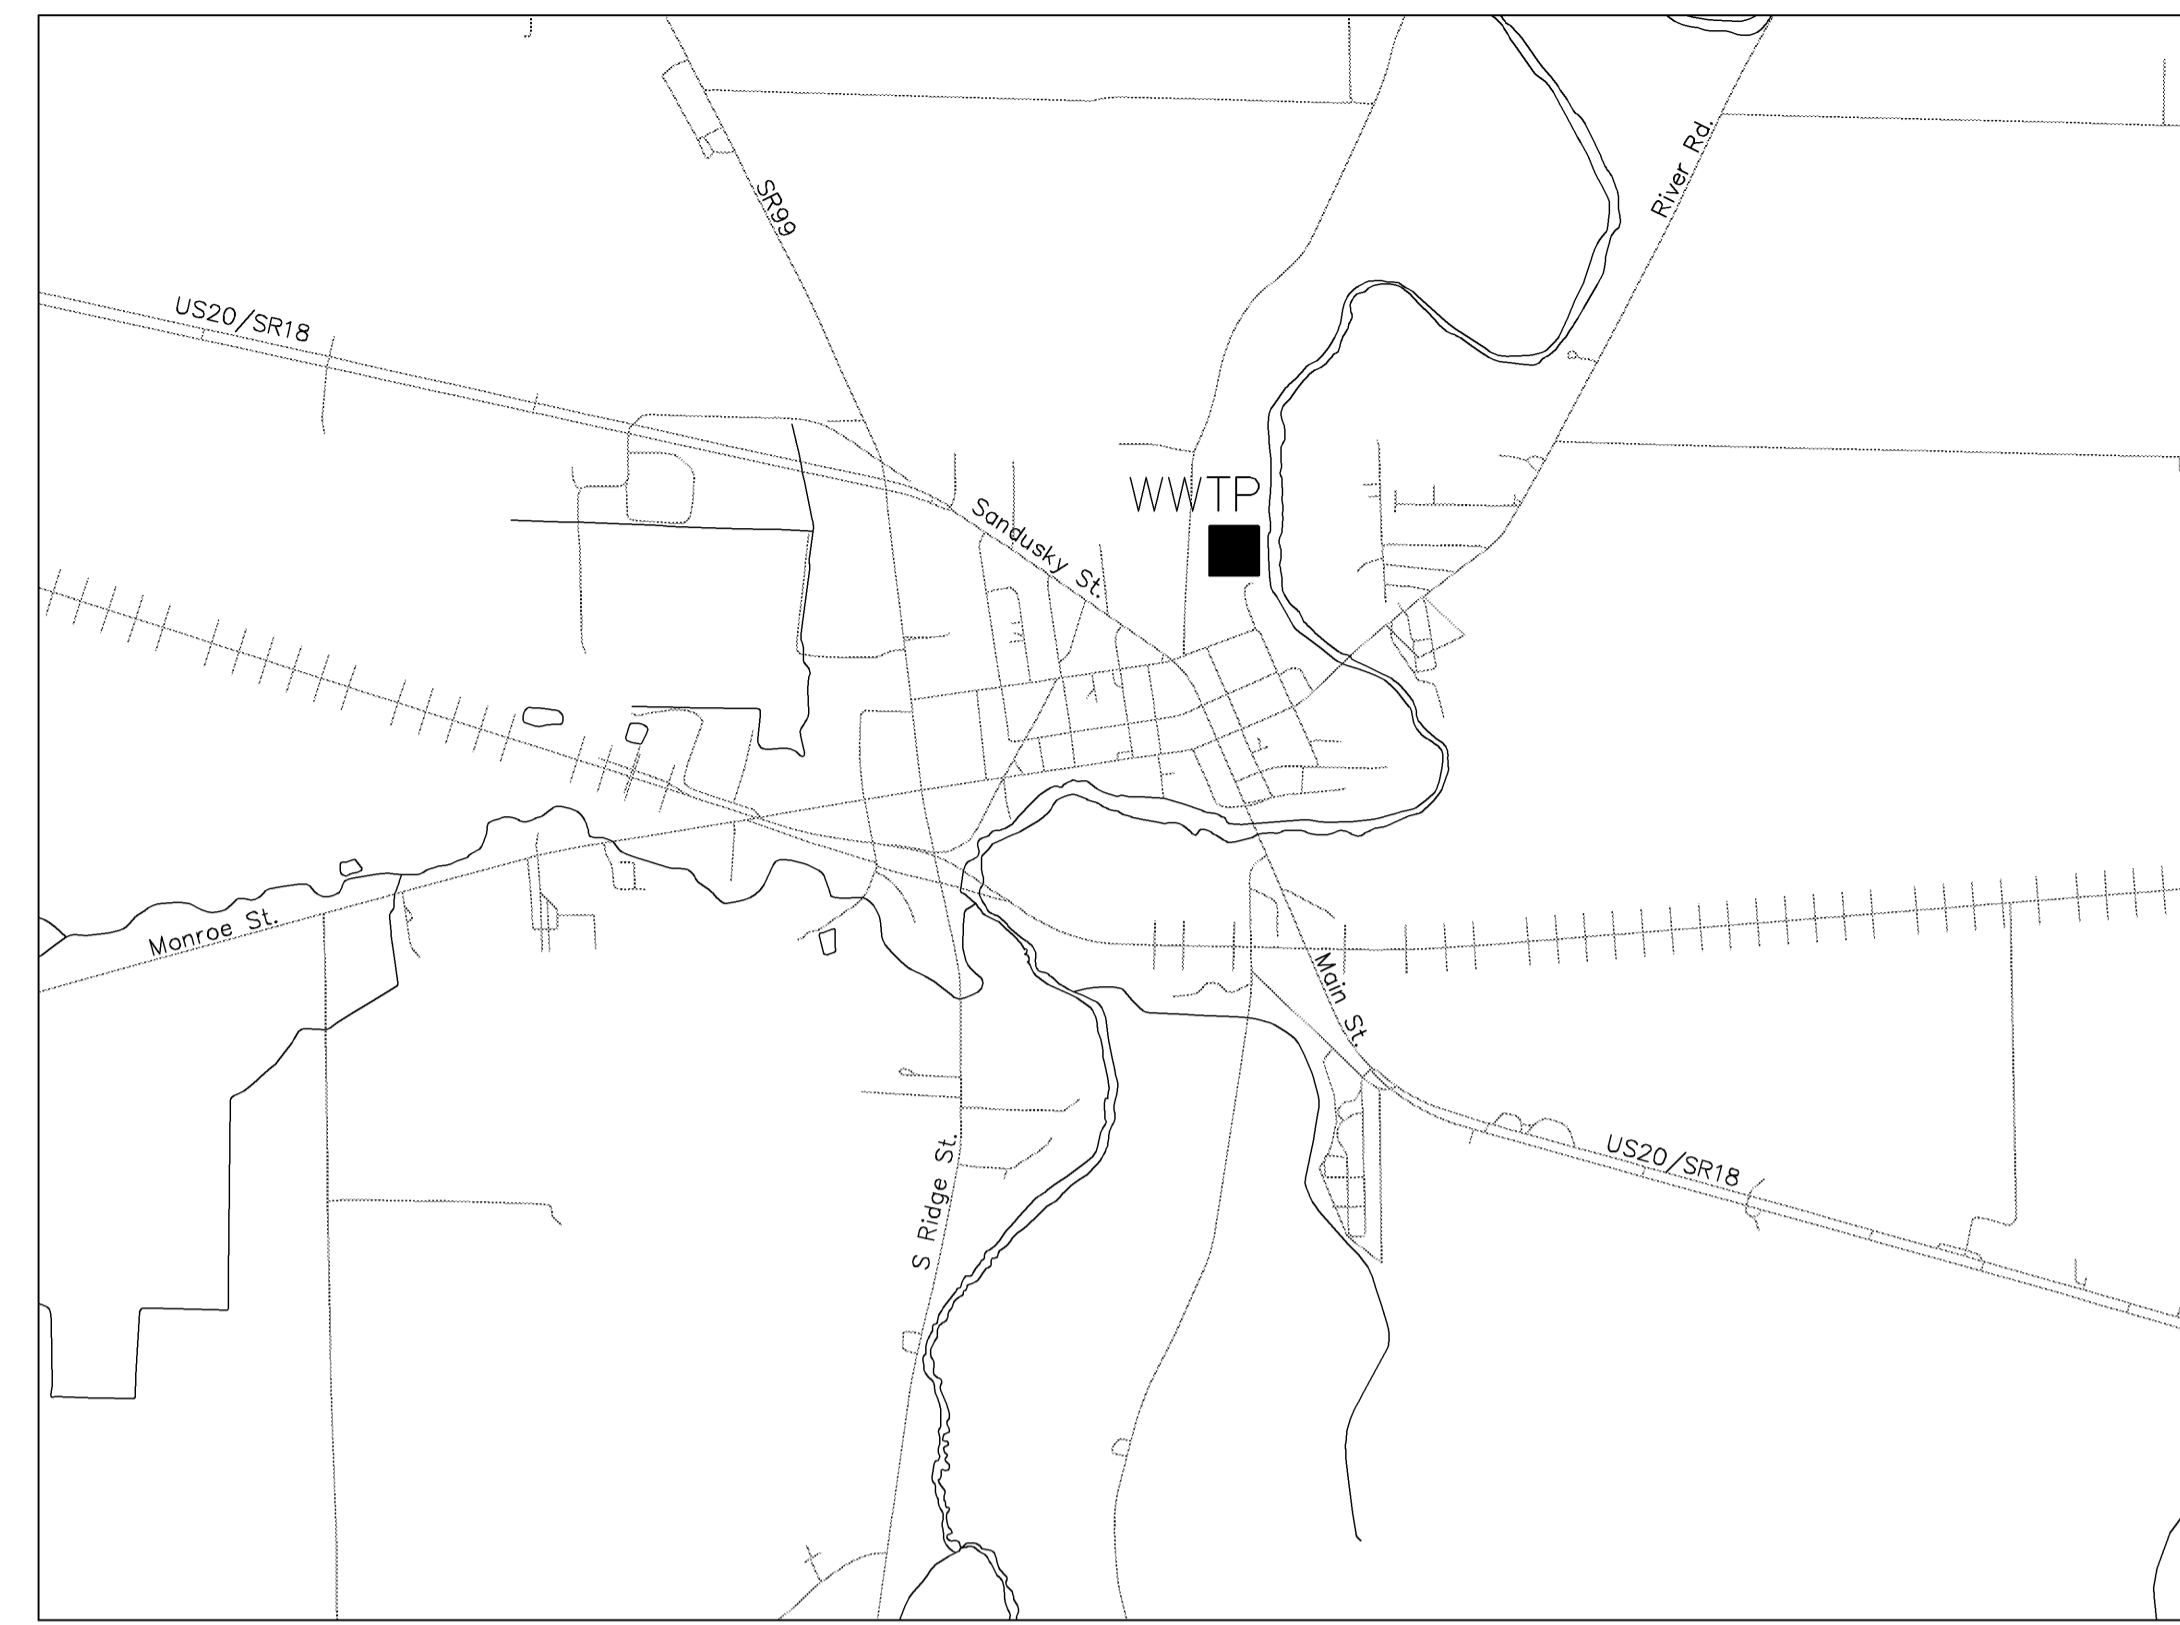 River Rd.
SR99
US20/SR18
WWTP
Sandusky St.
Monroe St.
Main St.
US20/SR18
S Ridge St.